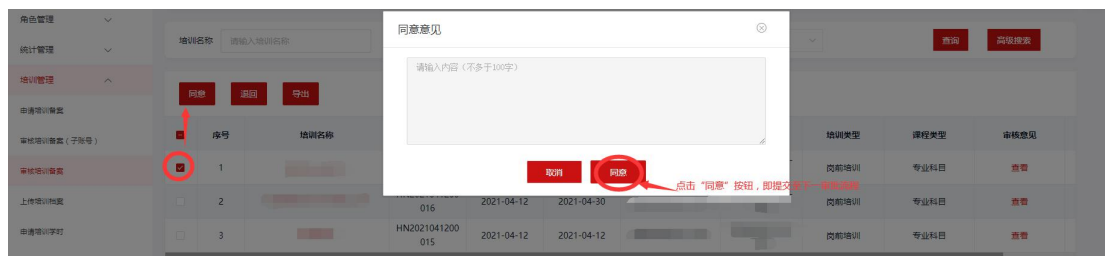 角色管理
统计管理
培训管理
申请培训备案
审核培训备案（子账号）
审核培训备案
上传培训档案
申请培训学时
培训名称 请输入培训名称
查询 高级搜索
同意 退回 导出
同意意见
请输入内容（不多于100字）
取消 同意
点击“同意”按钮，即提交
序号 培训名称 培训类型 课程类型 审核意见
1 岗前培训 专业科目 查看
2 016 2021-04-12 2021-04-30 岗前培训 专业科目 查看
3 HN2021041200
015 2021-04-12 2021-04-12 岗前培训 专业科目 查看